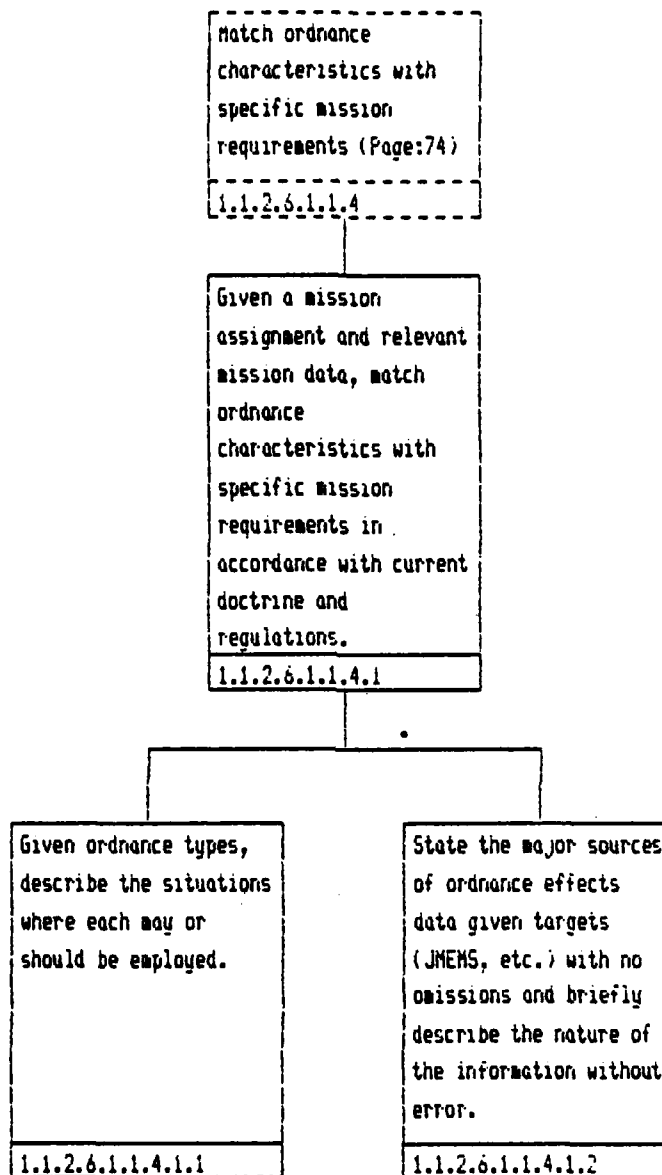 Match ordnance
characteristics with
specific mission
requirements (Page:74)
1.1.2.6.1.1.4
Given a mission
assignment and relevant
mission data, match
ordnance
characteristics with
specific mission
requirements in
accordance with current
doctrine and
regulations.
1.1.2.6.1.1.4.1
Given ordnance types,
describe the situations
where each may or
should be employed.
1.1.2.6.1.1.4.1.1
State the major sources
of ordnance effects
data given targets
(JMEMS, etc.) with no
omissions and briefly
describe the nature of
the information without
error.
1.1.2.6.1.1.4.1.2